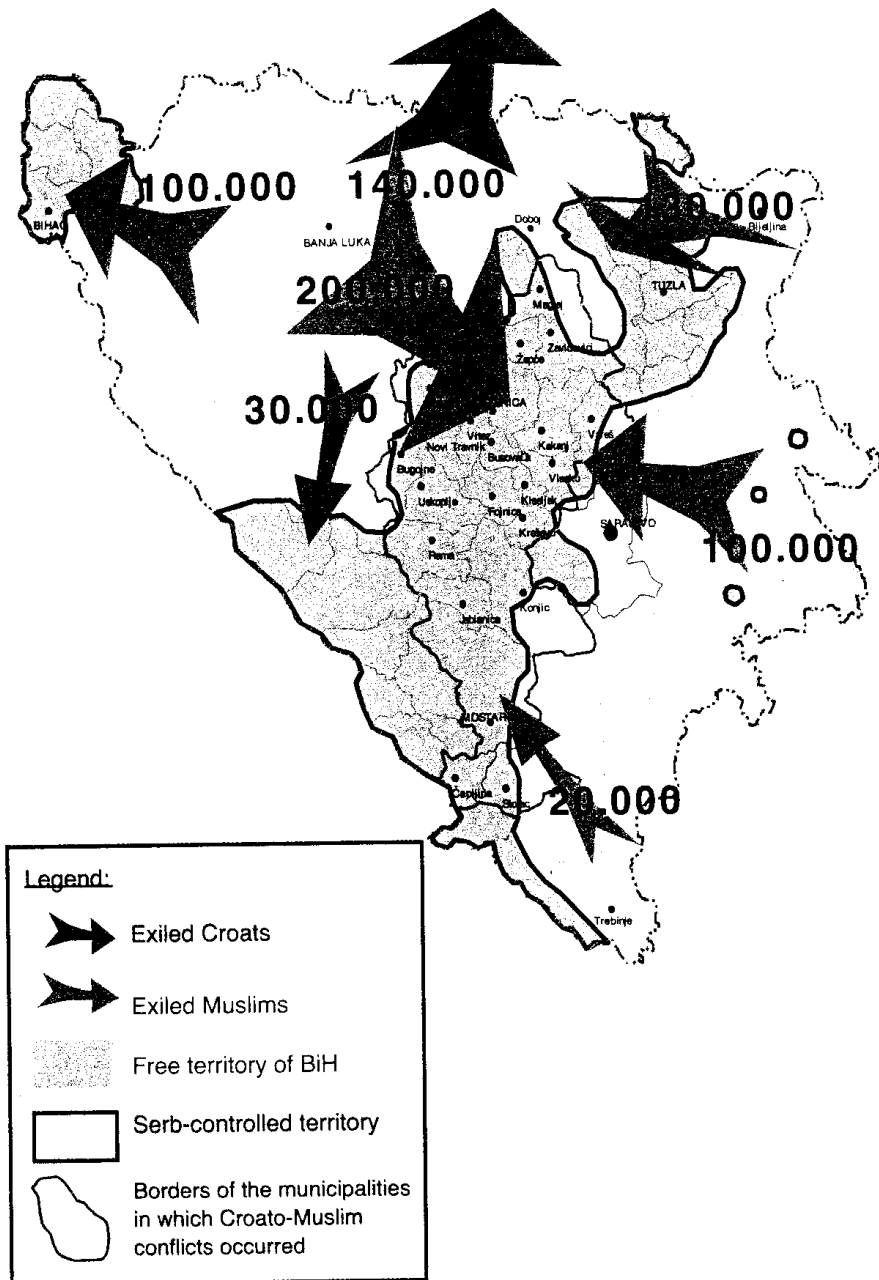 100.000
140.000
BANJA LUKA
Doboj
Bijeljina
TUZLA
200.000
Maglaj
Zavidovići
Žepče
30.000
Vitez
Novi Travnik
Busovača
Kakanj
Vareš
Bugojno
Visoko
Uskoplje
Fojnica
Kiseljak
SARAJEVO
Kreševo
100.000
Rama
Konjic
Jablanica
MOSTAR
Čapljina
Stolac
20.000
Trebinje
Legend:
Exiled Croats
Exiled Muslims
Free territory of BiH
Serb-controlled territory
Borders of the municipalities
in which Croato-Muslim
conflicts occurred